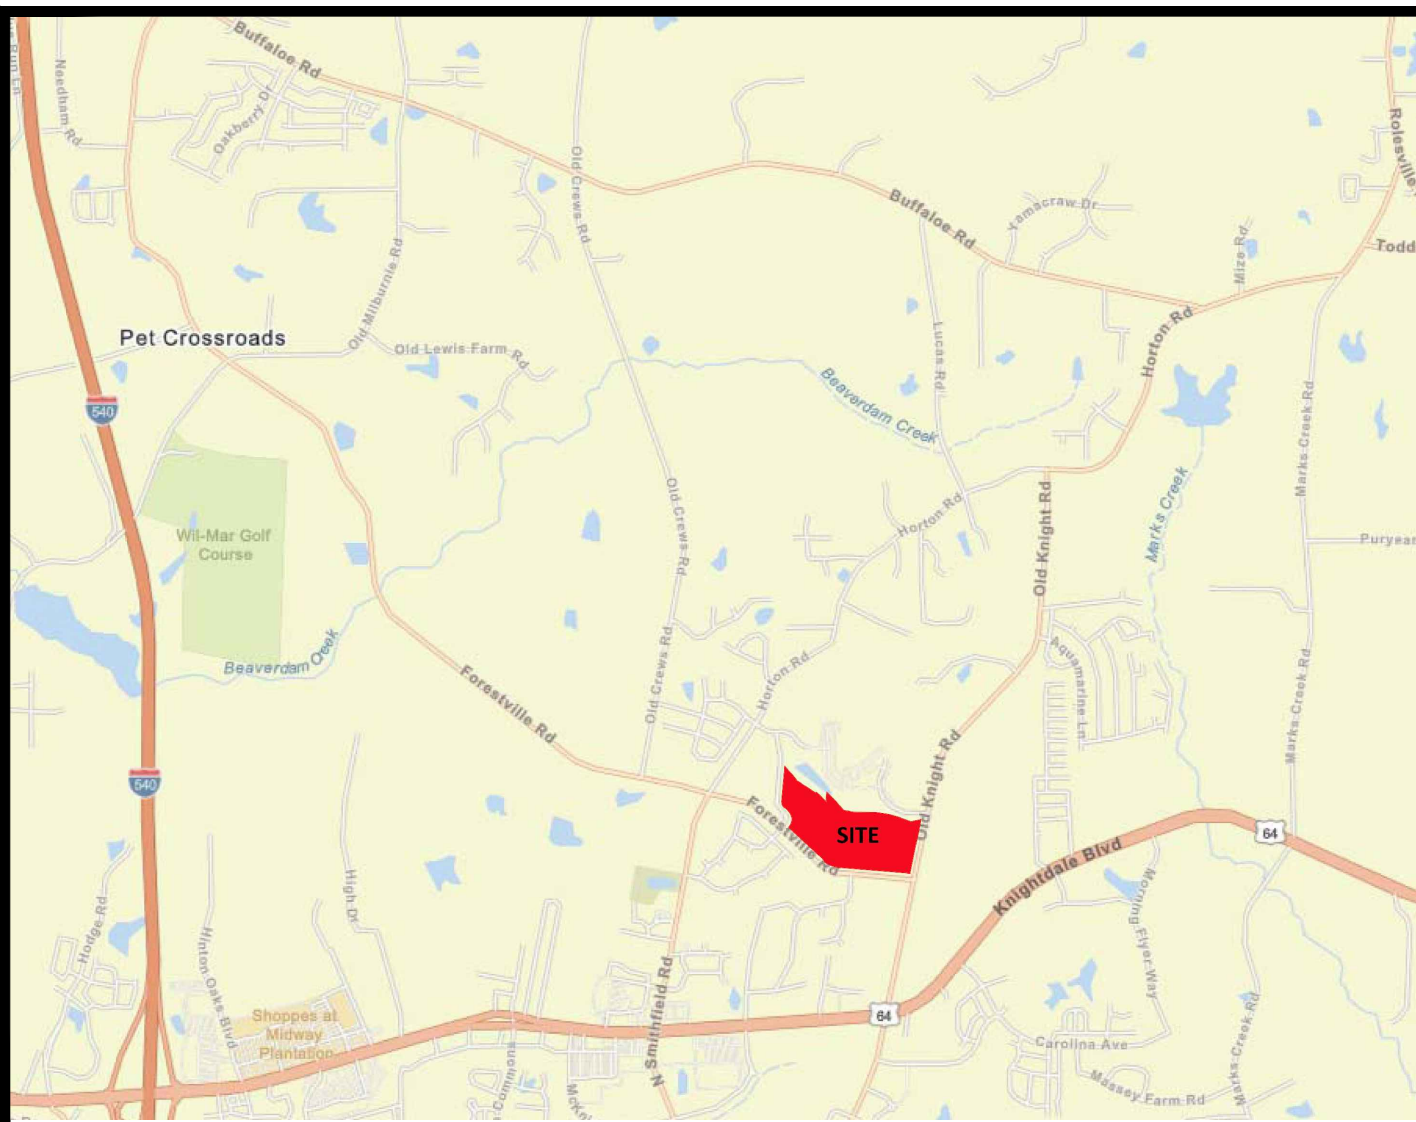 Buffaloe Rd
Needham Rd
Oakberry Dr
Old Crews Rd
Rolesville
Buffaloe Rd
Yamacraw Dr
Mize Rd
Todd
Old Milburnie Rd
Pet Crossroads
Old Lewis Farm Rd
Horton Rd
Lucas Rd
Beaverdam Creek
540
Marks Creek Rd
Old Crews Rd
Horton Rd
Old Knight Rd
Marks Creek
Wil-Mar Golf
Course
Puryear
Beaverdam Creek
Old Crews Rd
Horton Rd
Aquamarine Ln
Marks Creek Rd
Forestville Rd
Old Knight Rd
540
Forestville Rd
SITE
64
Knightdale Blvd
High Dr
Hodge Rd
Hinton Oaks Blvd
Morning Flyer Way
Shoppes at
Midway
Plantation
N Smithfield Rd
64
Carolina Ave
Marks Creek Rd
Massey Farm Rd
Commons